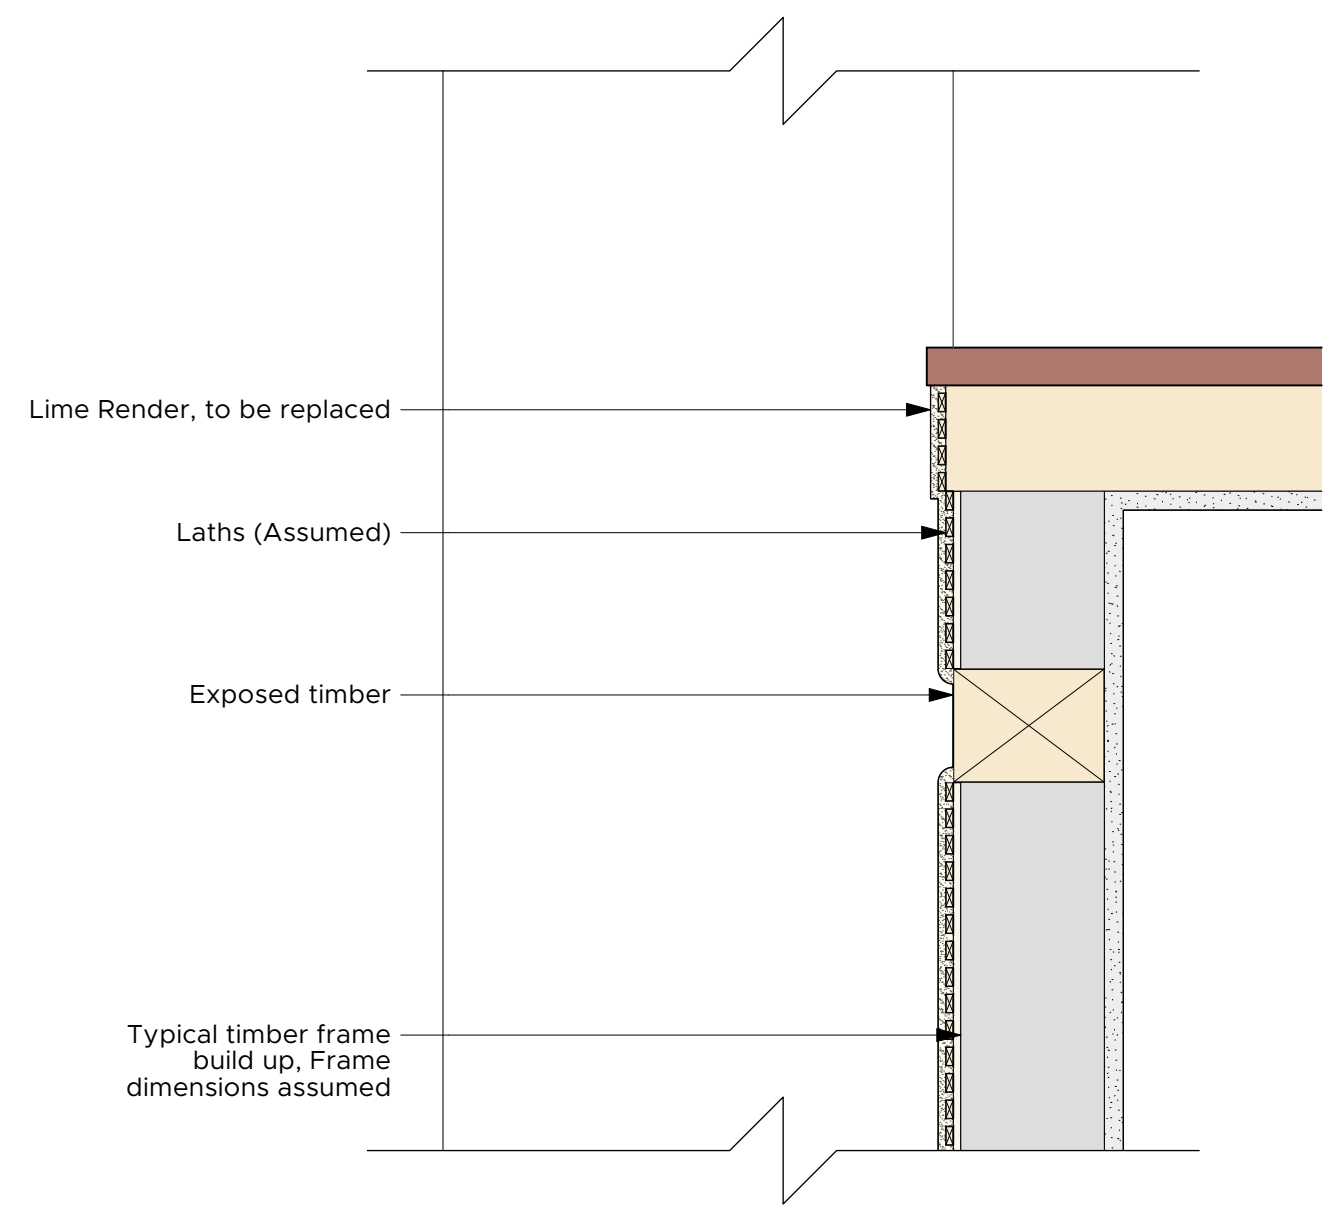 Lime Render, to be replaced
Laths (Assumed)
Exposed timber
Typical timber frame
build up, Frame
dimensions assumed